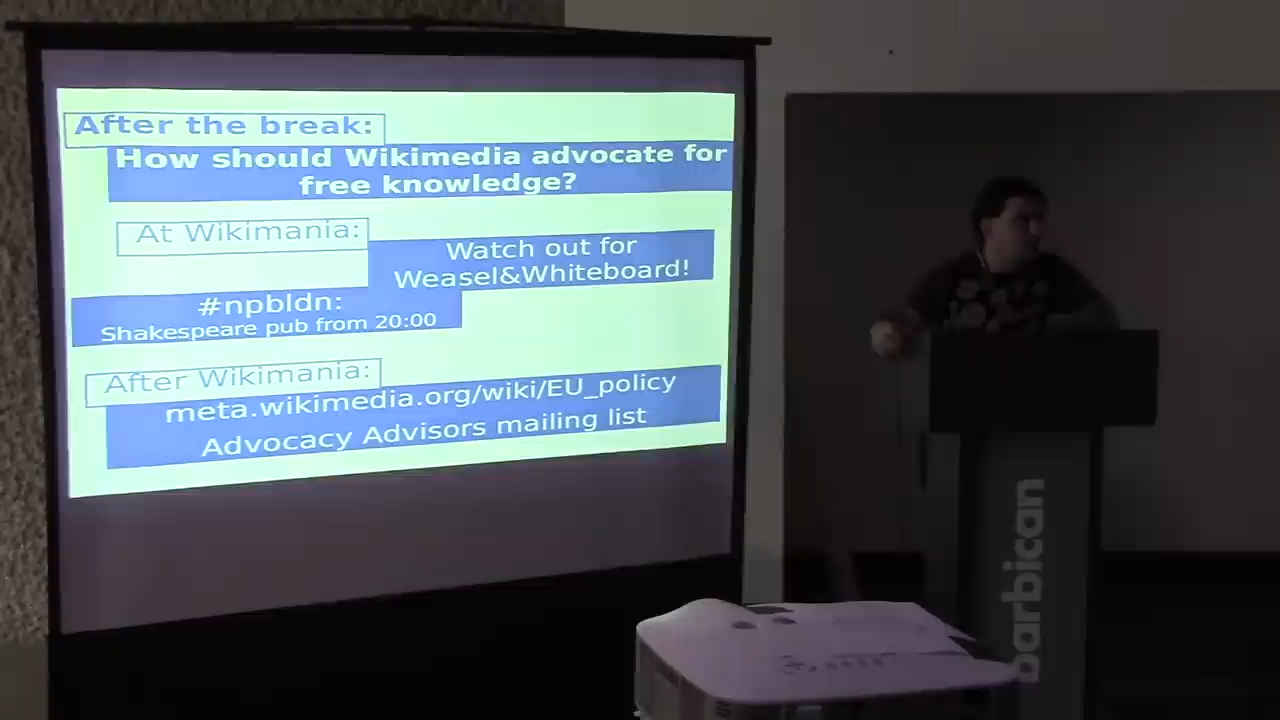 After the break:
How should Wikimedia advocate for
free knowledge?
At Wikimania:
Watch out for
Weasel&Whiteboard!
#npbldn:
Shakespeare pub from 20:00
After Wikimania:
meta.wikimedia.org/wiki/EU_policy
Advocacy Advisors mailing list
barbican